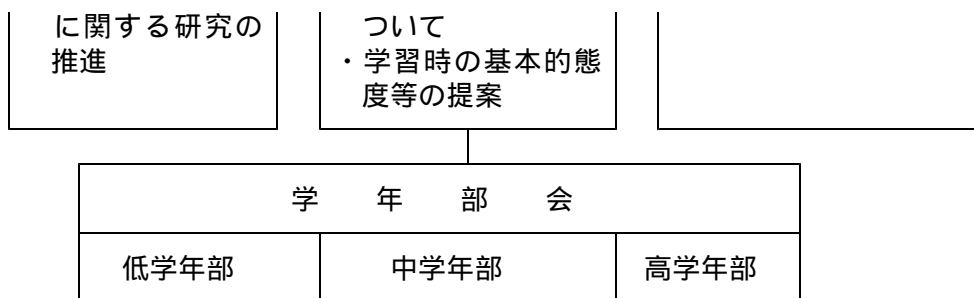 に関する研究の
推進
ついて
・学習時の基本的態
度等の提案
学 年 部 会
低学年部
中学年部
高学年部